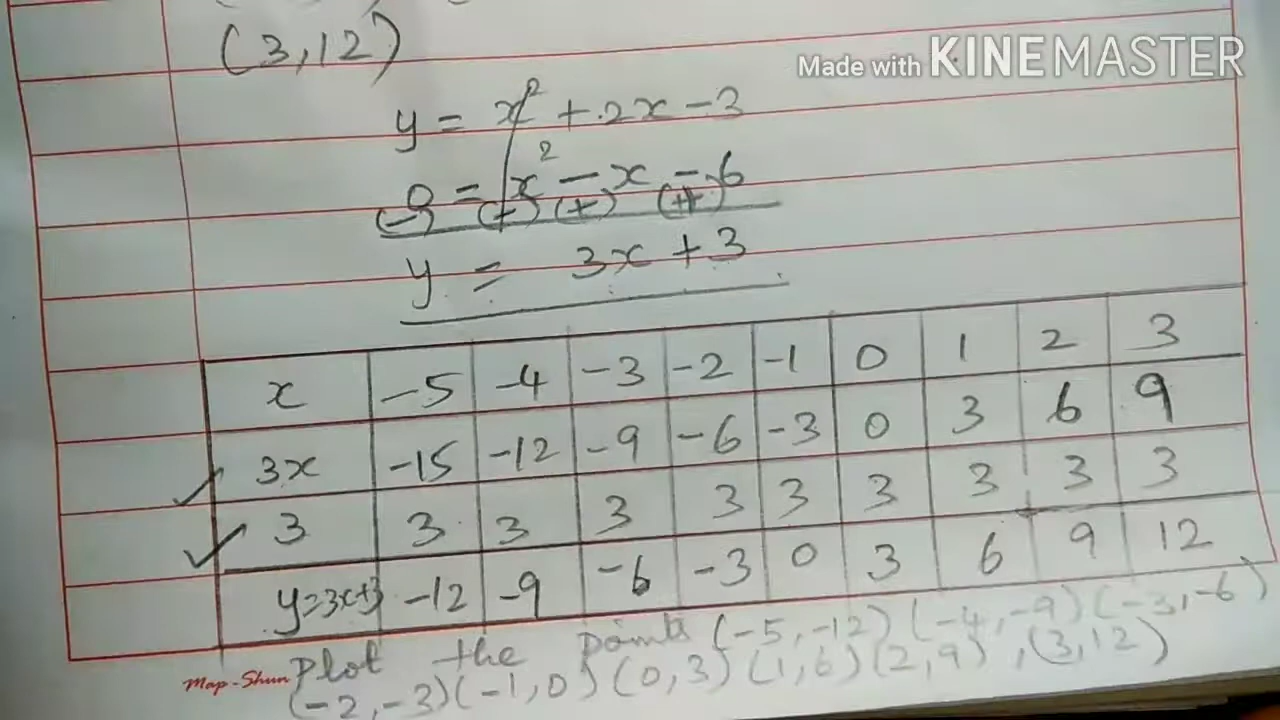 (3,12)
Made with KINEMASTER
y = x² + 2x - 3
0 = x² - x - 6
(-) (-) (+) (+)
y = 3x + 3
x -5 -4 -3 -2 -1 0 1 2 3
3x -15 -12 -9 -6 -3 0 3 6 9
3 3 3 3 3 3 3 3 3 3
y=3x+3 -12 -9 -6 -3 0 3 6 9 12
Plot the points (-5,-12) (-4,-9) (-3,-6)
Map-Shun
(-2,-3) (-1,0) (0,3) (1,6) (2,9), (3,12)